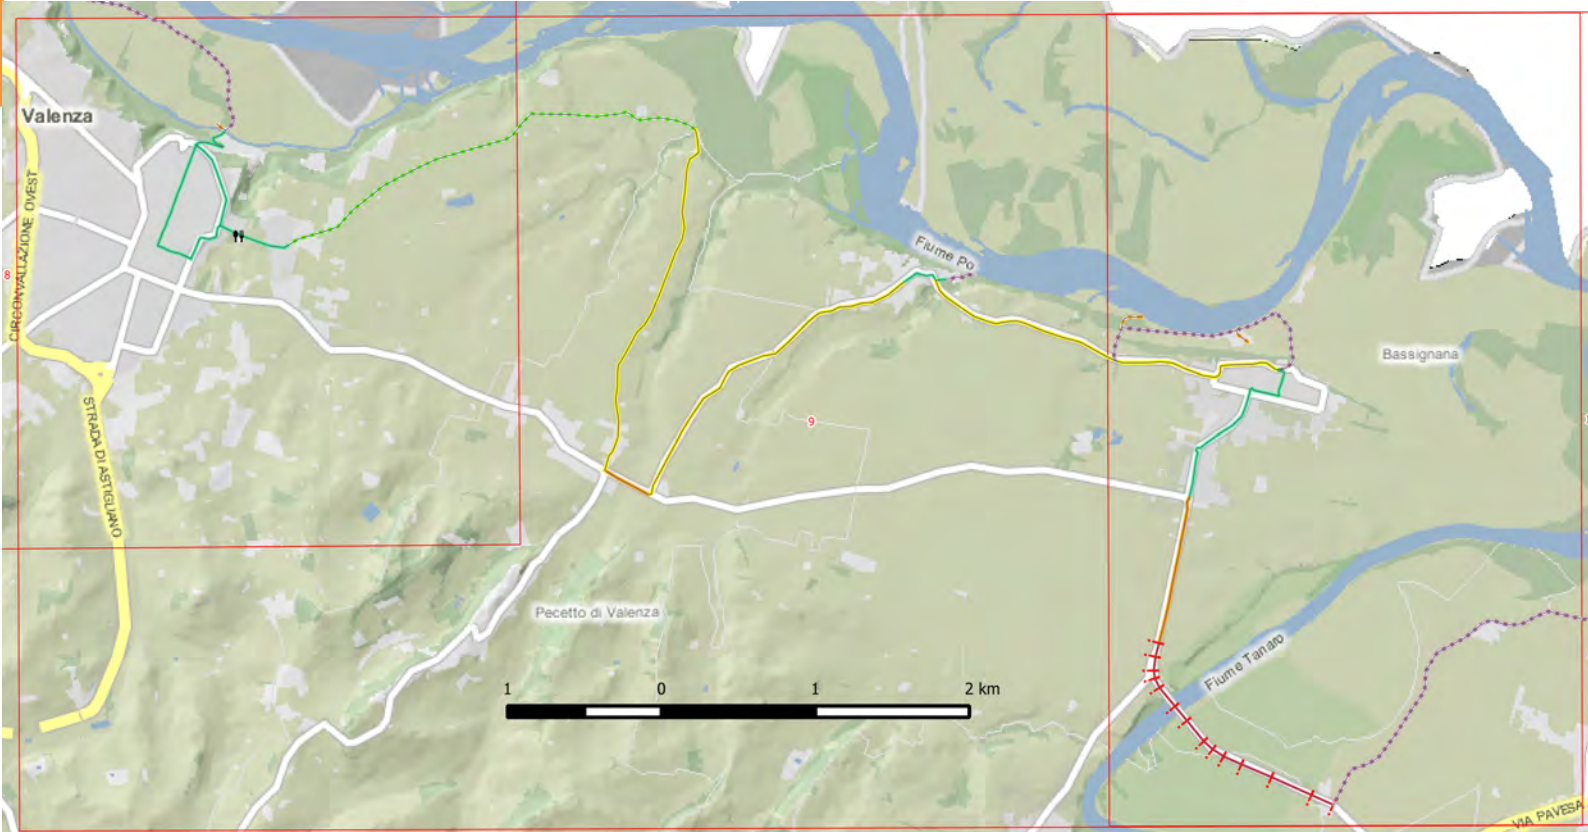 Valenza
CIRCONVALLAZIONE OVEST
8
STRADA DI ASTIGLIANO
Fiume Po
Bassignana
9
Pecetto di Valenza
Fiume Tanaro
1 0 1 2 km
VIA PAVESA